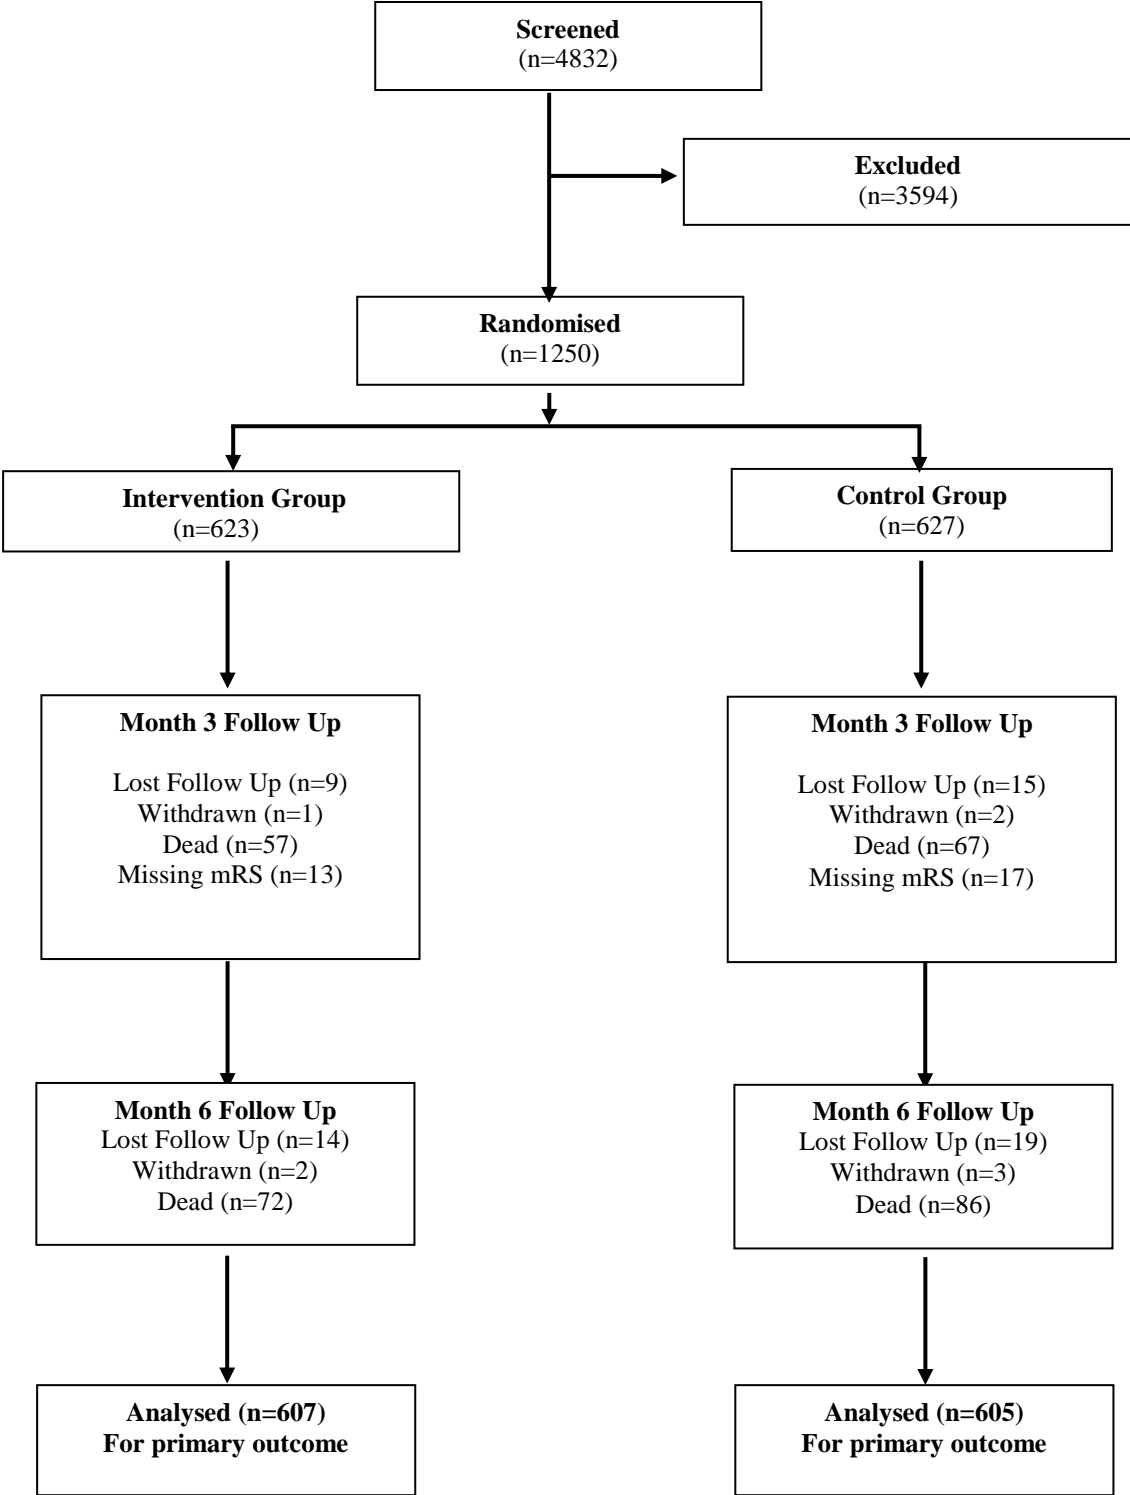 Screened
(n=4832)
Excluded
(n=3594)
Randomised
(n=1250)
Intervention Group
(n=623)
Control Group
(n=627)
Month 3 Follow Up
Lost Follow Up (n=9)
Withdrawn (n=1)
Dead (n=57)
Missing mRS (n=13)
Month 3 Follow Up
Lost Follow Up (n=15)
Withdrawn (n=2)
Dead (n=67)
Missing mRS (n=17)
Month 6 Follow Up
Lost Follow Up (n=14)
Withdrawn (n=2)
Dead (n=72)
Month 6 Follow Up
Lost Follow Up (n=19)
Withdrawn (n=3)
Dead (n=86)
Analysed (n=607)
For primary outcome
Analysed (n=605)
For primary outcome